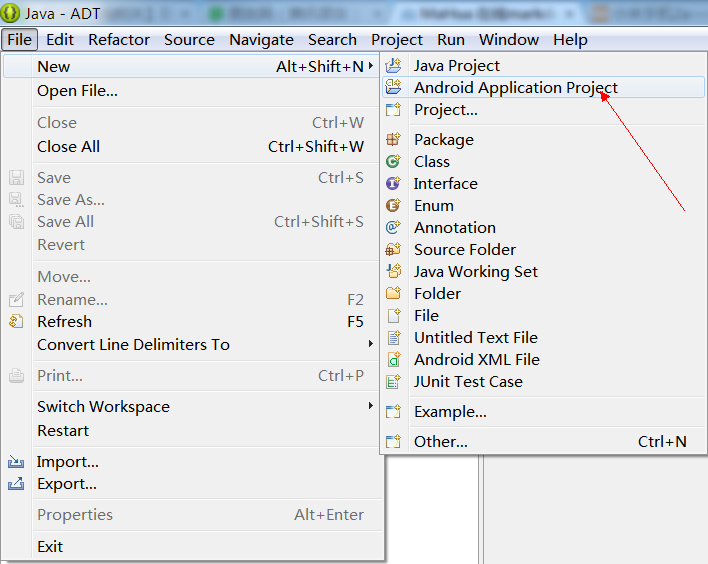 Java - ADT
File Edit Refactor Source Navigate Search Project Run Window Help
New Alt+Shift+N
Open File...
Close Ctrl+W
Close All Ctrl+Shift+W
Save Ctrl+S
Save As...
Save All Ctrl+Shift+S
Revert
Move...
Rename... F2
Refresh F5
Convert Line Delimiters To
Print... Ctrl+P
Switch Workspace
Restart
Import...
Export...
Properties Alt+Enter
Exit
Java Project
Android Application Project
Project...
Package
Class
Interface
Enum
Annotation
Source Folder
Java Working Set
Folder
File
Untitled Text File
Android XML File
JUnit Test Case
Example...
Other... Ctrl+N